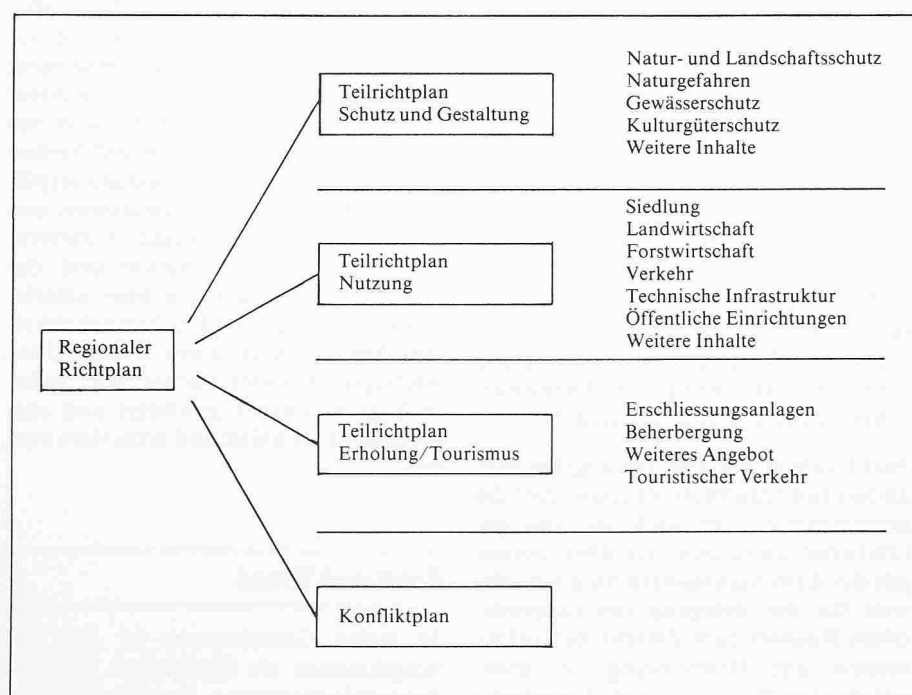 Regionaler
Richtplan
Teilrichtplan
Schutz und Gestaltung
Natur- und Landschaftsschutz
Naturgefahren
Gewässerschutz
Kulturgüterschutz
Weitere Inhalte
Teilrichtplan
Nutzung
Siedlung
Landwirtschaft
Forstwirtschaft
Verkehr
Technische Infrastruktur
Öffentliche Einrichtungen
Weitere Inhalte
Teilrichtplan
Erholung/Tourismus
Erschliessungsanlagen
Beherbergung
Weiteres Angebot
Touristischer Verkehr
Konfliktplan